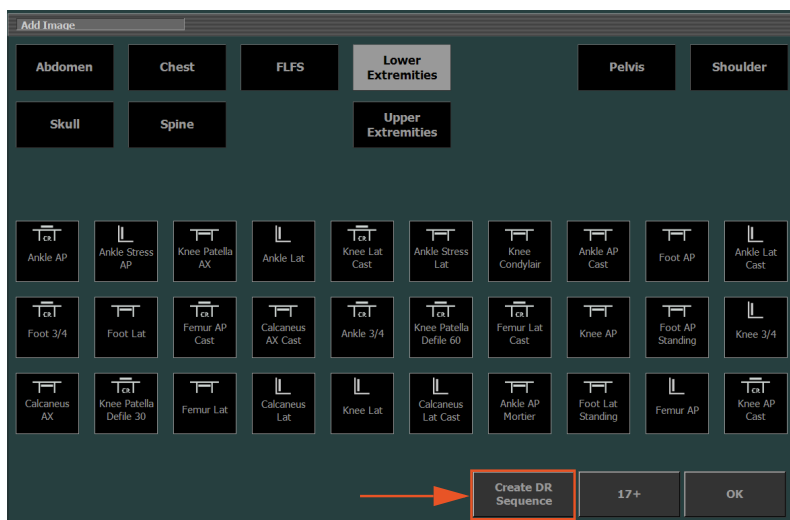 Add Image
Abdomen
Chest
FLFS
Lower
Extremities
Pelvis
Shoulder
Skull
Spine
Upper
Extremities
CR
Ankle AP
Ankle Stress
AP
Knee Patella
AX
Ankle Lat
CR
Knee Lat
Cast
Ankle Stress
Lat
Knee
Condylair
Ankle AP
Cast
Foot AP
Ankle Lat
Cast
CR
Foot 3/4
Foot Lat
CR
Femur AP
Cast
Calcaneus
AX Cast
CR
Ankle 3/4
CR
Knee Patella
Defile 60
CR
Femur Lat
Cast
Knee AP
Foot AP
Standing
Knee 3/4
Calcaneus
AX
CR
Knee Patella
Defile 30
Femur Lat
Calcaneus
Lat
Knee Lat
Calcaneus
Lat Cast
Ankle AP
Mortier
Foot Lat
Standing
Femur AP
CR
Knee AP
Cast
Create DR
Sequence
17+
OK